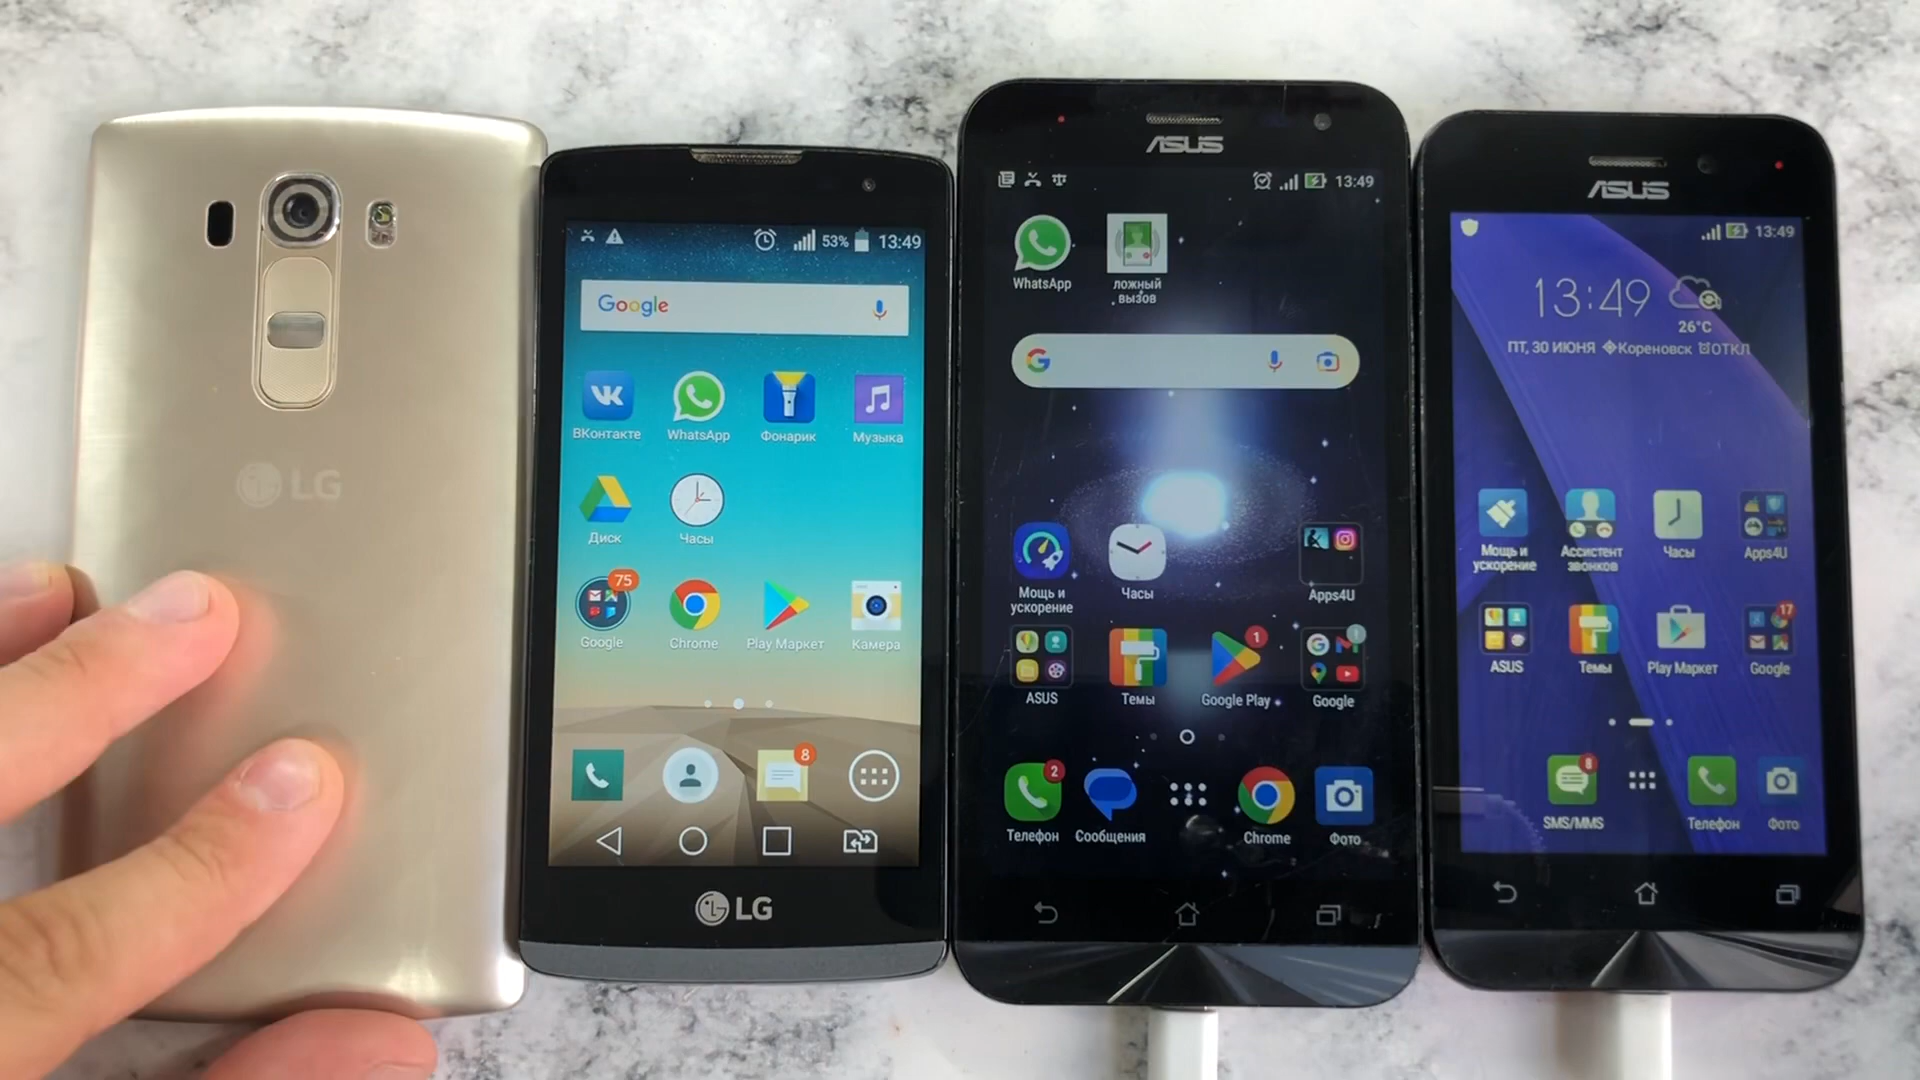 LG
53% 13:49
Google
ВКонтакте WhatsApp Фонарик Музыка
Диск Часы
75
Google Chrome Play Маркет Камера
8
LG
ASUS
13:49
WhatsApp ложный
вызов
G
Мощь и
ускорение Часы Apps4U
1
ASUS Темы Google Play Google
2
Телефон Сообщения Chrome Фото
ASUS
13:49
13:49
26°C
ПТ, 30 ИЮНЯ Кореновск ОТКЛ
Мощь и
ускорение Ассистент
звонков Часы Apps4U
17
ASUS Темы Play Маркет Google
8
SMS/MMS Телефон Фото